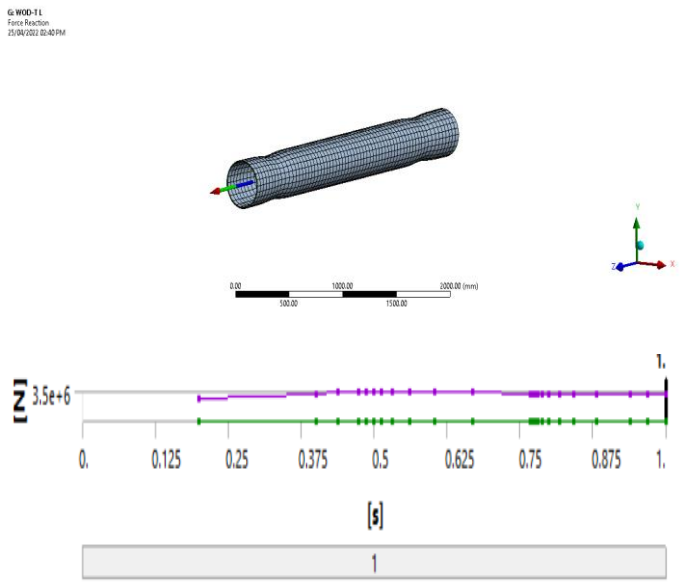 G: WOD-T L
Force Reaction
25/04/2022 02:40 PM
Y
Z X
0.00 1000.00 2000.00 (mm)
500.00 1500.00
1.
[N] 3.5e+6
0. 0.125 0.25 0.375 0.5 0.625 0.75 0.875 1.
[s]
1